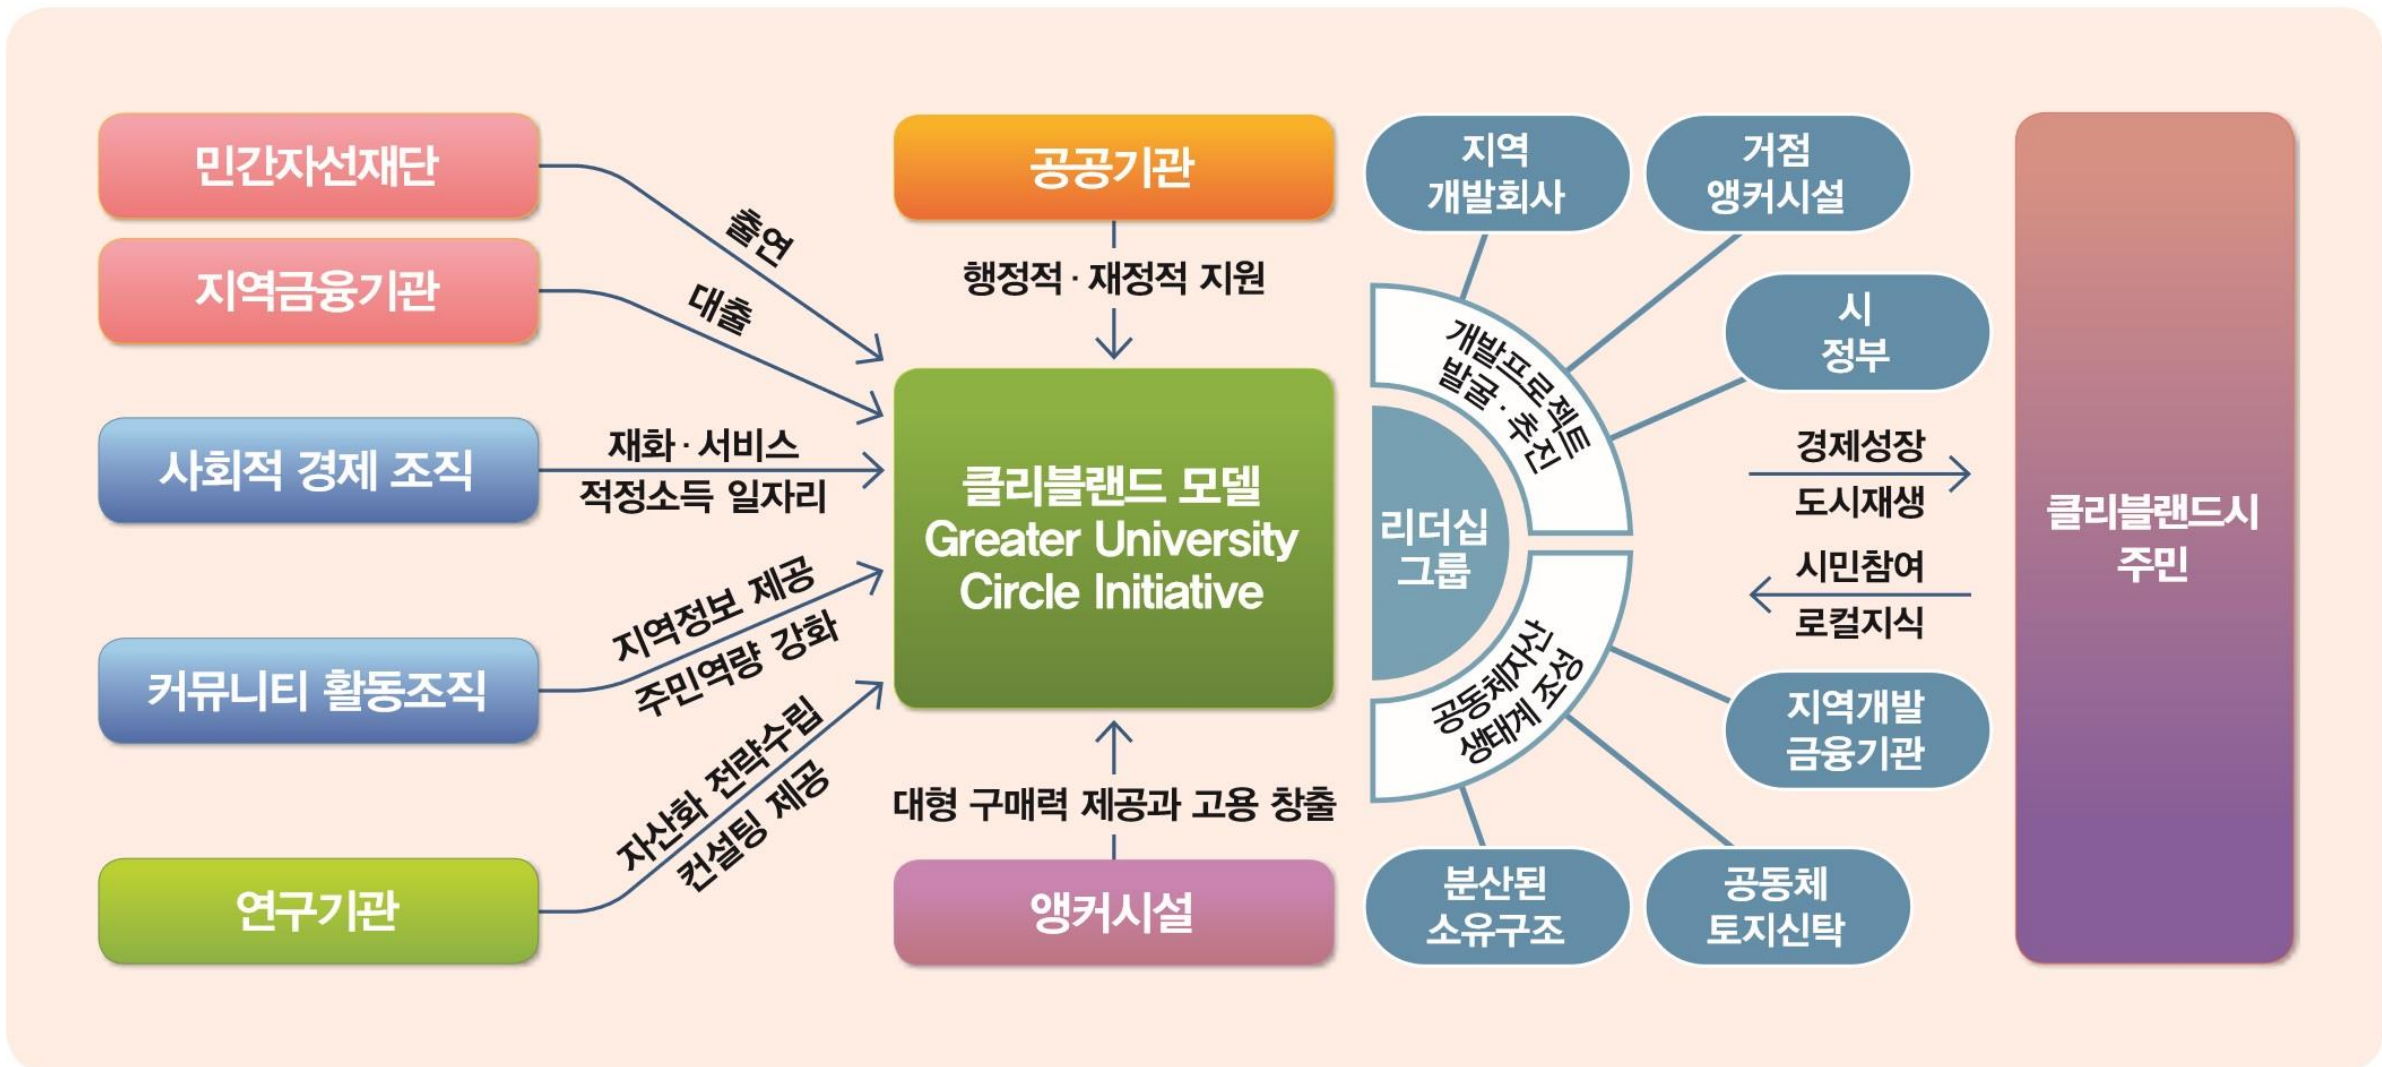 민간자선재단
출연
지역금융기관
대출
사회적 경제 조직
재화 · 서비스
적정소득 일자리
커뮤니티 활동조직
지역정보 제공
주민역량 강화
연구기관
자산화 전략수립
컨설팅 제공
공공기관
행정적 · 재정적 지원
클리블랜드 모델
Greater University
Circle Initiative
대형 구매력 제공과 고용 창출
앵커시설
리더십
그룹
개발프로젝트
발굴 · 추진
지역
개발회사
거점
앵커시설
시
정부
공동체자산
생태계 조성
지역개발
금융기관
분산된
소유구조
공동체
토지신탁
경제성장
도시재생
시민참여
로컬지식
클리블랜드시
주민